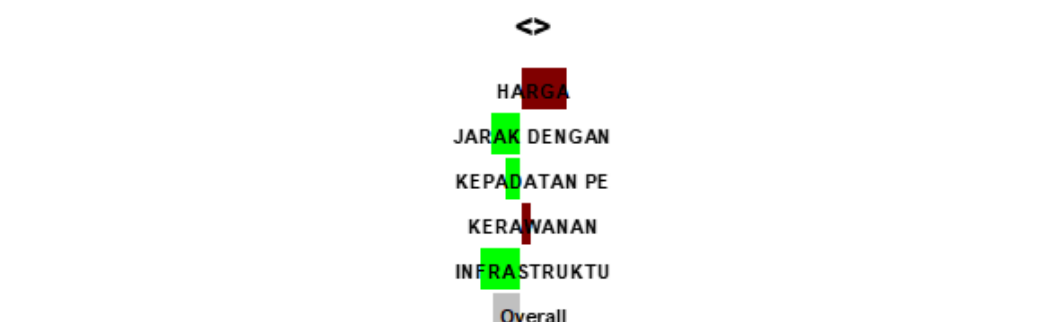 <>
HARGA
JARAK DENGAN
KEPADATAN PE
KERAWANAN
INFRASTRUKTU
Overall